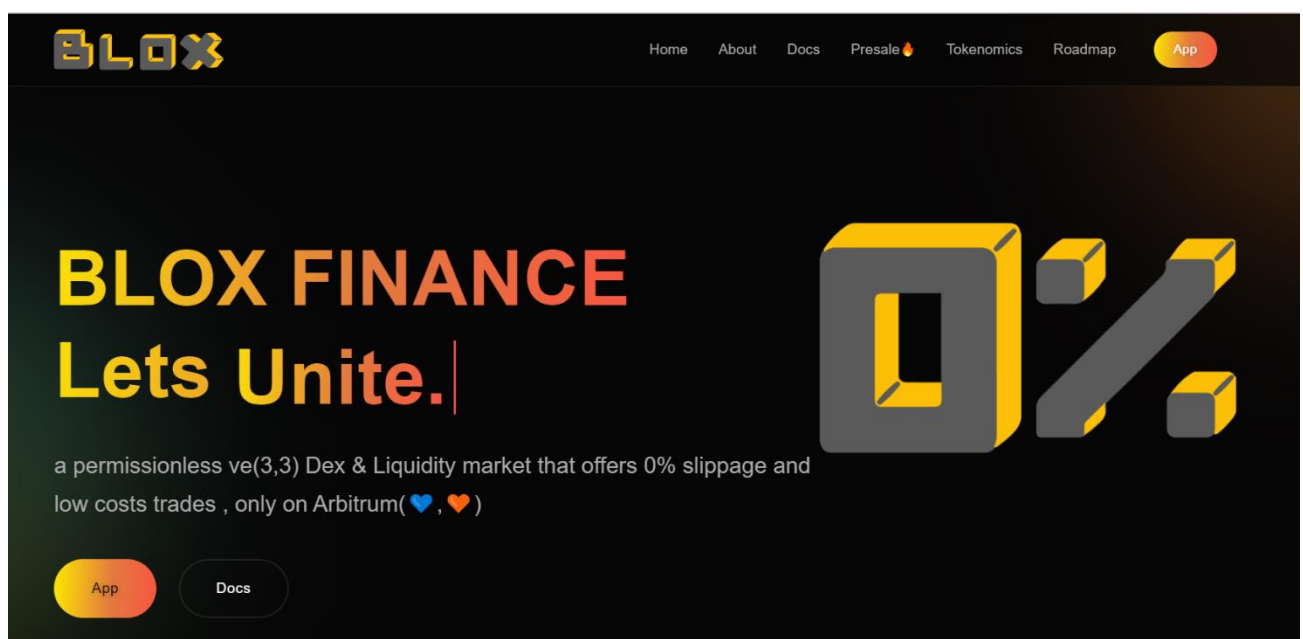 BLOX
Home About Docs Presale🔥 Tokenomics Roadmap App
BLOX FINANCE
Lets Unite.
0%
a permissionless ve(3,3) Dex & Liquidity market that offers 0% slippage and
low costs trades , only on Arbitrum(💙,🧡)
App Docs